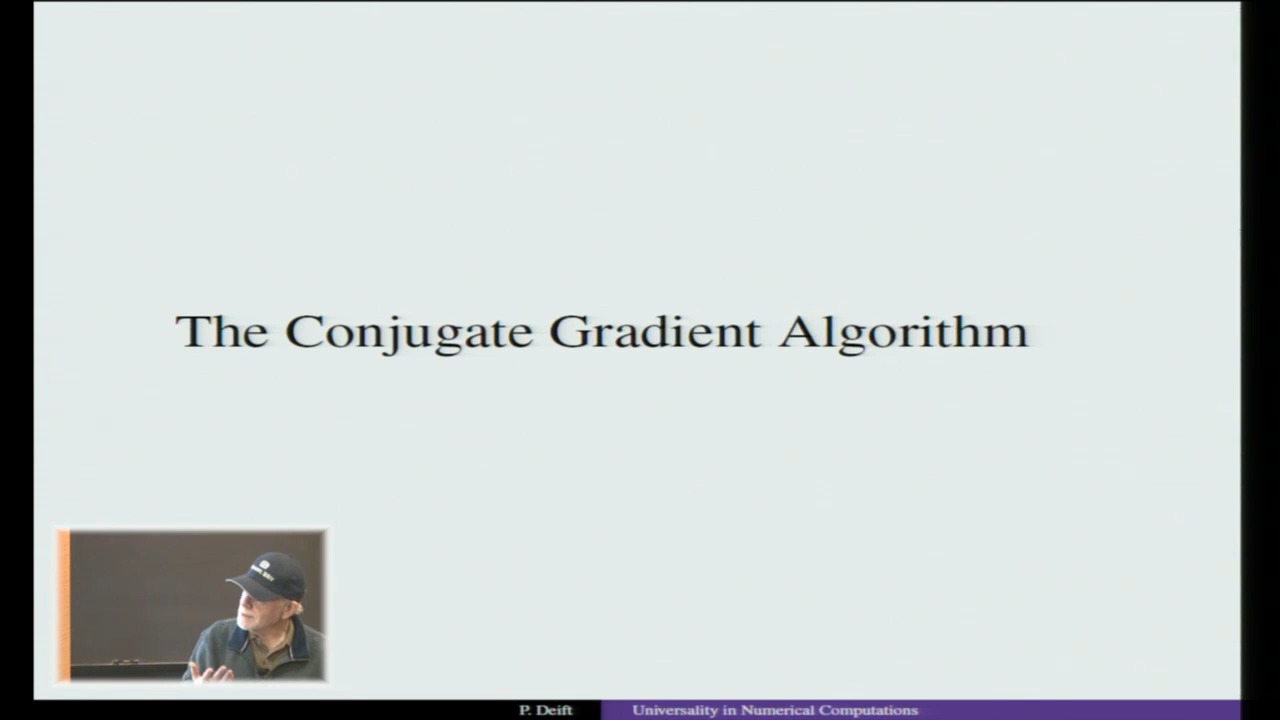 The Conjugate Gradient Algorithm
P. Deift
Universality in Numerical Computations